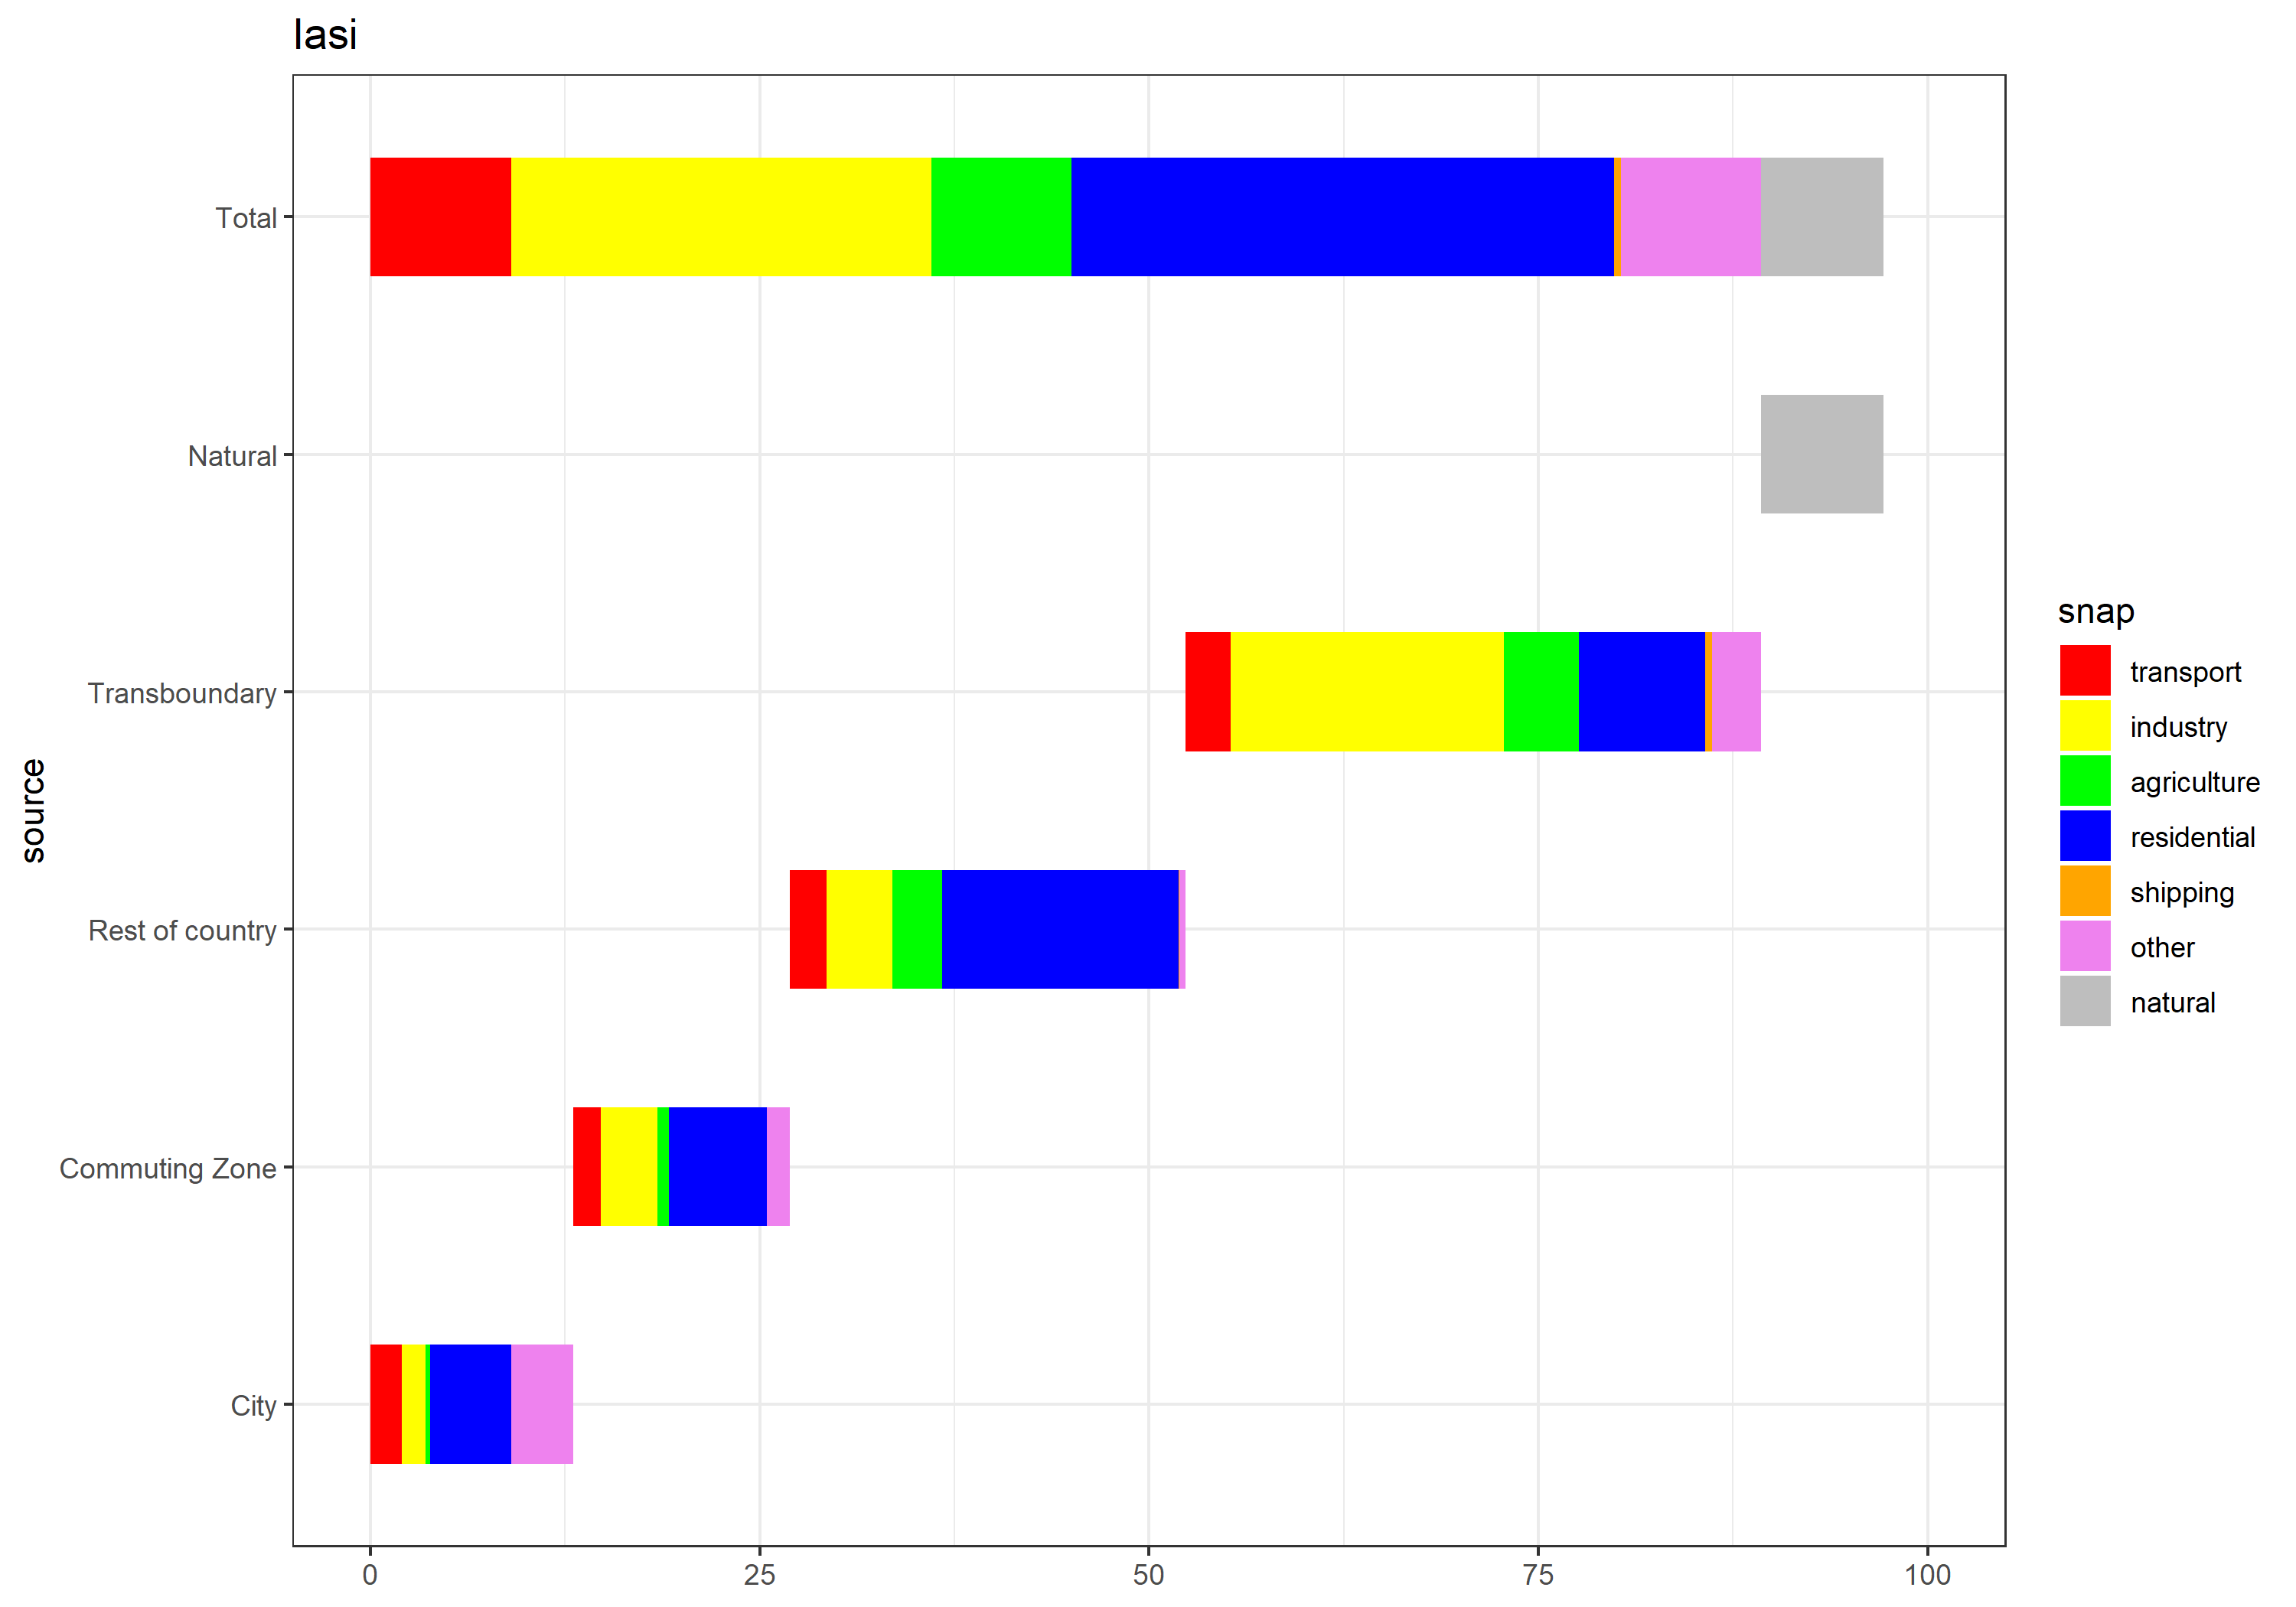 Iasi
Total
Natural
Transboundary
Rest of country
Commuting Zone
City
source
0 25 50 75 100
snap
transport
industry
agriculture
residential
shipping
other
natural